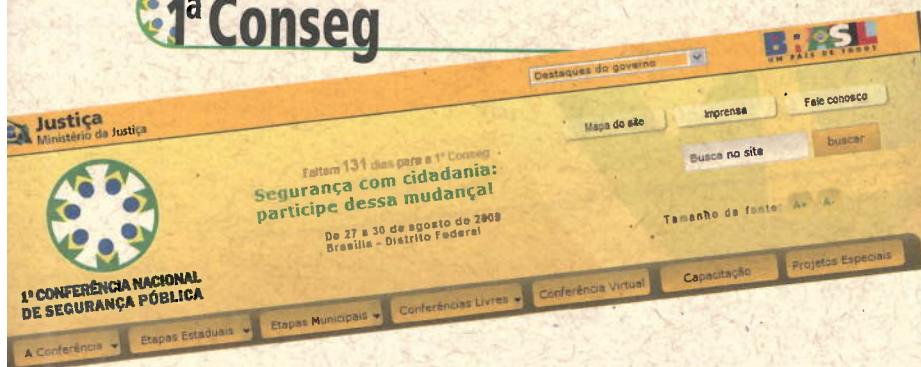 1ª Conseg
Destaques do governo
BRASIL
UM PAÍS DE TODOS
Justiça
Ministério da Justiça
Mapa do site
Imprensa
Fale conosco
Busca no site
buscar
Faltam 131 dias para a 1ª Conseg
Segurança com cidadania:
participe dessa mudança!
De 27 a 30 de agosto de 2009
Brasília - Distrito Federal
Tamanho da fonte: A+ A-
1ª CONFERÊNCIA NACIONAL
DE SEGURANÇA PÚBLICA
A Conferência
Etapas Estaduais
Etapas Municipais
Conferências Livres
Conferência Virtual
Capacitação
Projetos Especiais